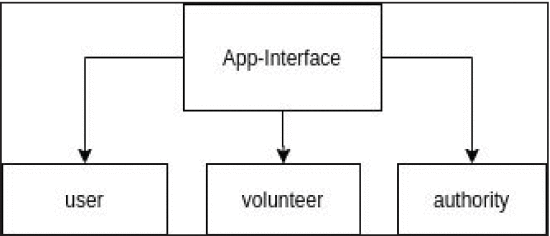 App-Interface
user
volunteer
authority